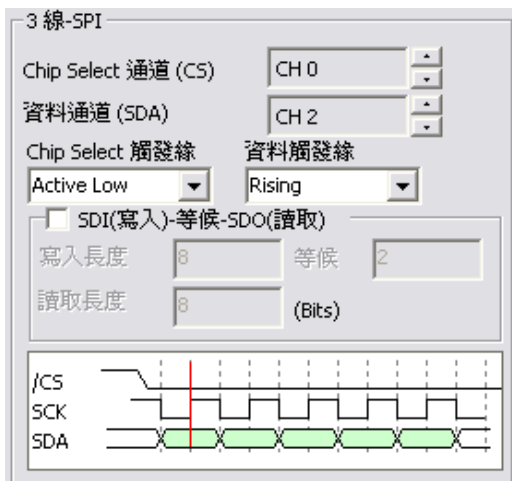 3 線-SPI
Chip Select 通道 (CS) CH 0
資料通道 (SDA) CH 2
Chip Select 觸發緣 資料觸發緣
Active Low Rising
SDI(寫入)-等候-SDO(讀取)
寫入長度 8 等候 2
讀取長度 8 (Bits)
/CS
SCK
SDA